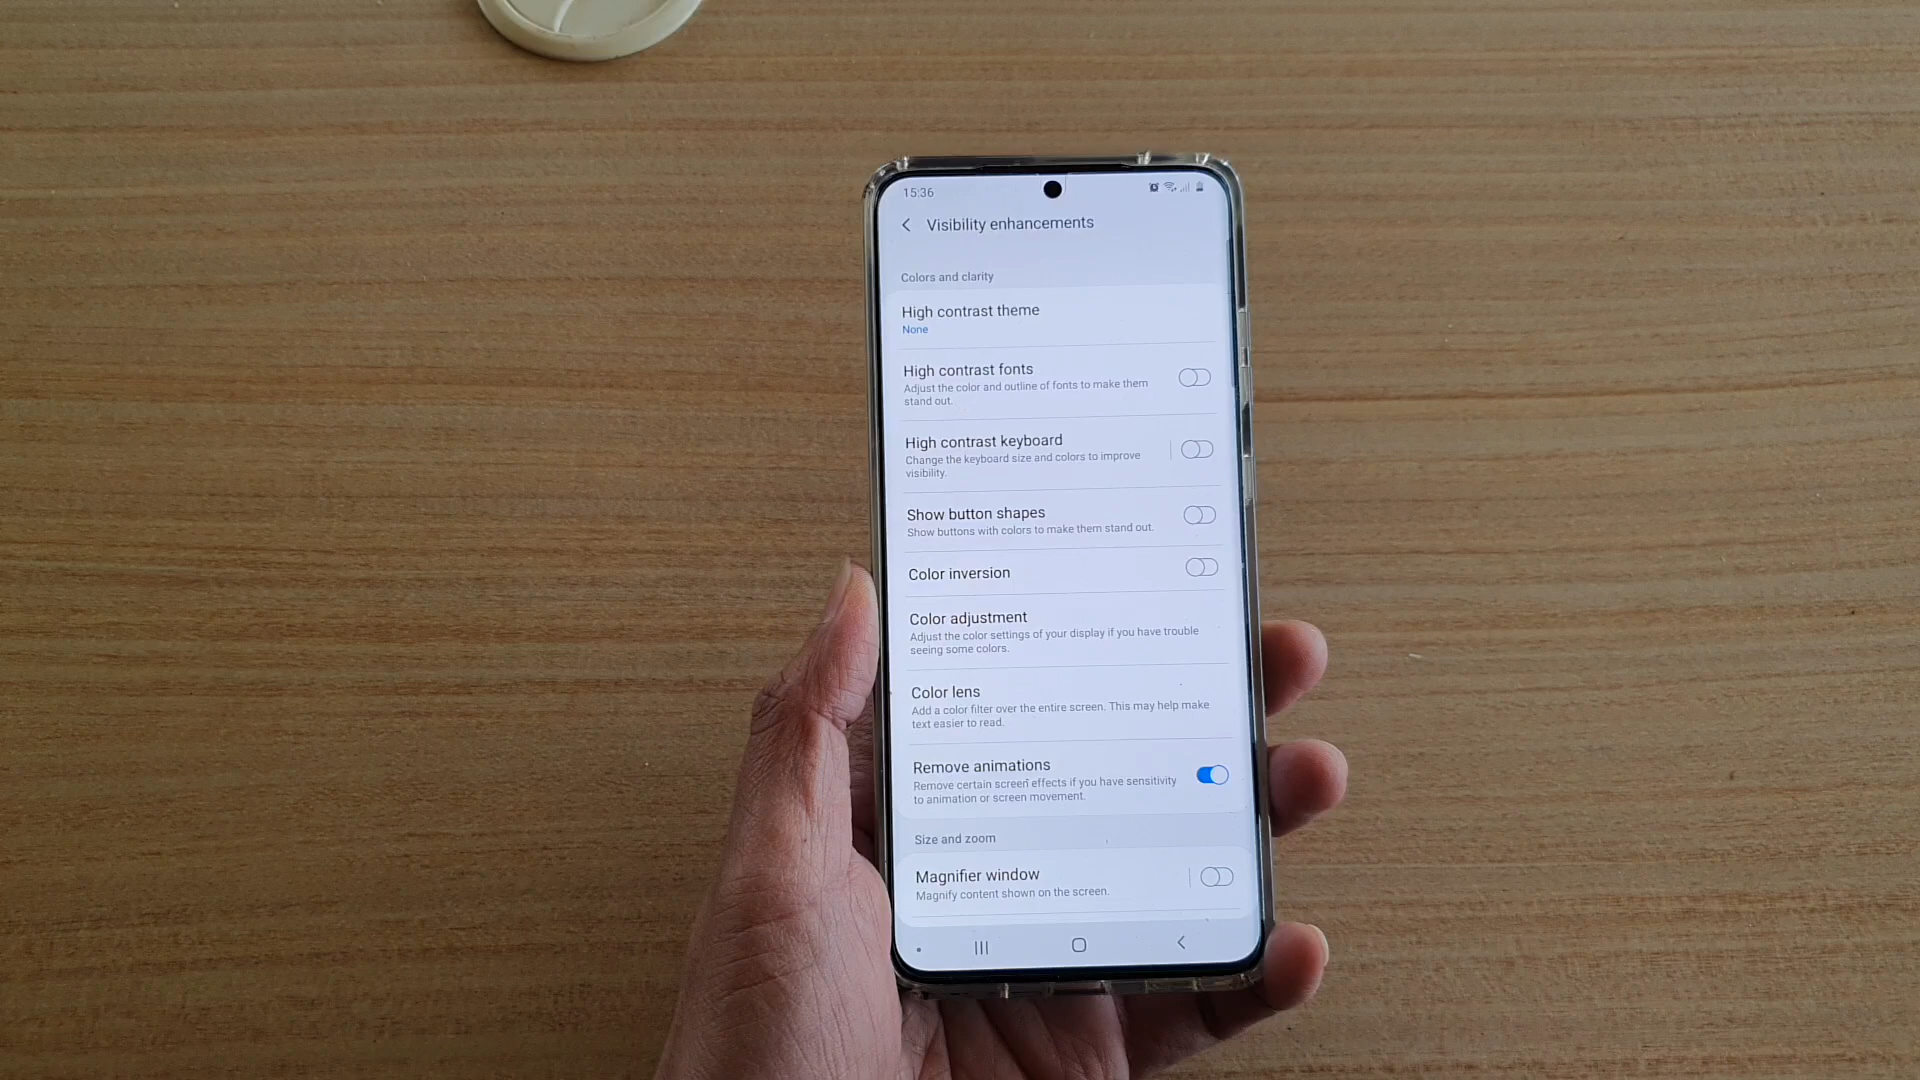 15:36
Visibility enhancements
Colors and clarity
High contrast theme
None
High contrast fonts
Adjust the color and outline of fonts to make them
stand out.
High contrast keyboard
Change the keyboard size and colors to improve
visibility.
Show button shapes
Show buttons with colors to make them stand out.
Color inversion
Color adjustment
Adjust the color settings of your display if you have trouble
seeing some colors.
Color lens
Add a color filter over the entire screen. This may help make
text easier to read.
Remove animations
Remove certain screen effects if you have sensitivity
to animation or screen movement.
Size and zoom
Magnifier window
Magnify content shown on the screen.